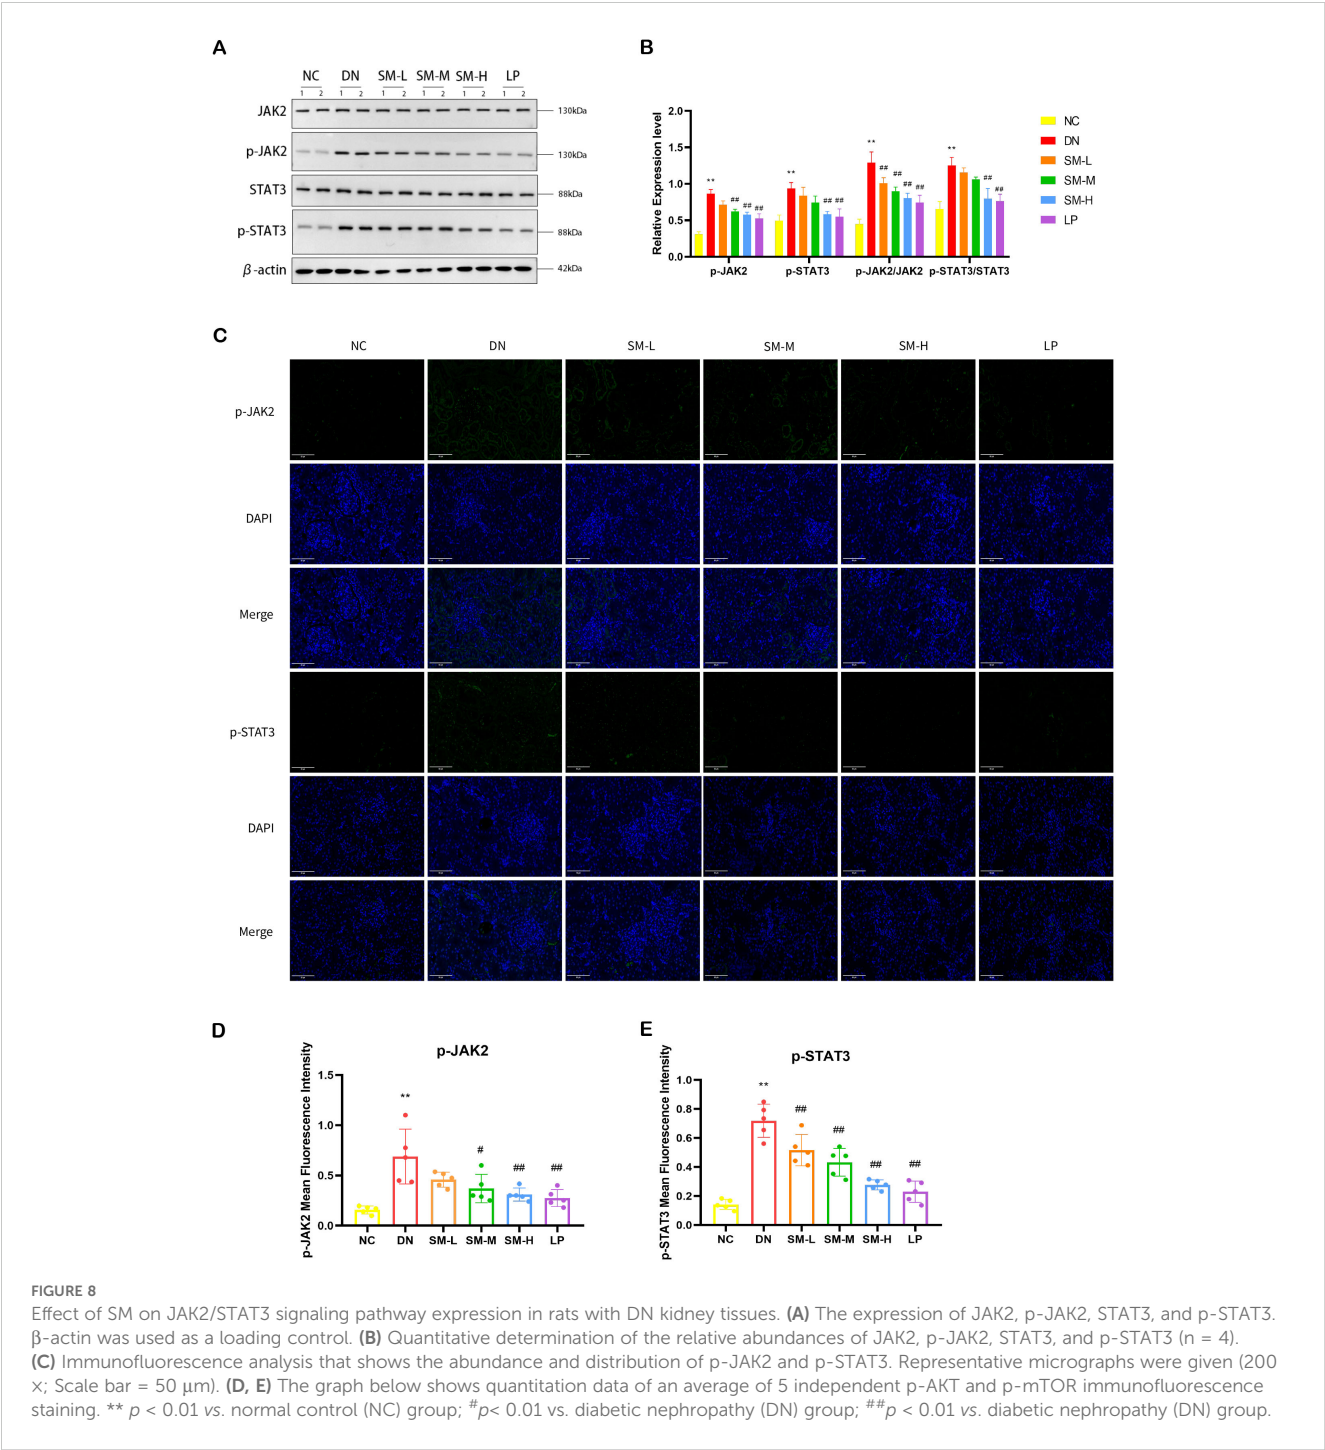 A
NC DN SM-L SM-M SM-H LP
1 2 1 2 1 2 1 2 1 2 1 2
JAK2 130kDa
p-JAK2 130kDa
STAT3 88kDa
p-STAT3 88kDa
β-actin 42kDa
B
Relative Expression level
2.0
1.5
1.0
0.5
0.0
** ## ## ##
** ## ##
** ## ## ## ##
** ## ##
p-JAK2 p-STAT3 p-JAK2/JAK2 p-STAT3/STAT3
NC
DN
SM-L
SM-M
SM-H
LP
C
NC DN SM-L SM-M SM-H LP
p-JAK2
DAPI
Merge
p-STAT3
DAPI
Merge
D
p-JAK2
p-JAK2 Mean Fluorescence Intensity
1.5
1.0
0.5
0.0
** # ## ##
NC DN SM-L SM-M SM-H LP
E
p-STAT3
p-STAT3 Mean Fluorescence Intensity
1.0
0.8
0.6
0.4
0.2
0.0
** ## ## ## ##
NC DN SM-L SM-M SM-H LP
FIGURE 8
Effect of SM on JAK2/STAT3 signaling pathway expression in rats with DN kidney tissues. (A) The expression of JAK2, p-JAK2, STAT3, and p-STAT3.
β-actin was used as a loading control. (B) Quantitative determination of the relative abundances of JAK2, p-JAK2, STAT3, and p-STAT3 (n = 4).
(C) Immunofluorescence analysis that shows the abundance and distribution of p-JAK2 and p-STAT3. Representative micrographs were given (200
×; Scale bar = 50 μm). (D, E) The graph below shows quantitation data of an average of 5 independent p-AKT and p-mTOR immunofluorescence
staining. ** p < 0.01 vs. normal control (NC) group; #p< 0.01 vs. diabetic nephropathy (DN) group; ##p < 0.01 vs. diabetic nephropathy (DN) group.